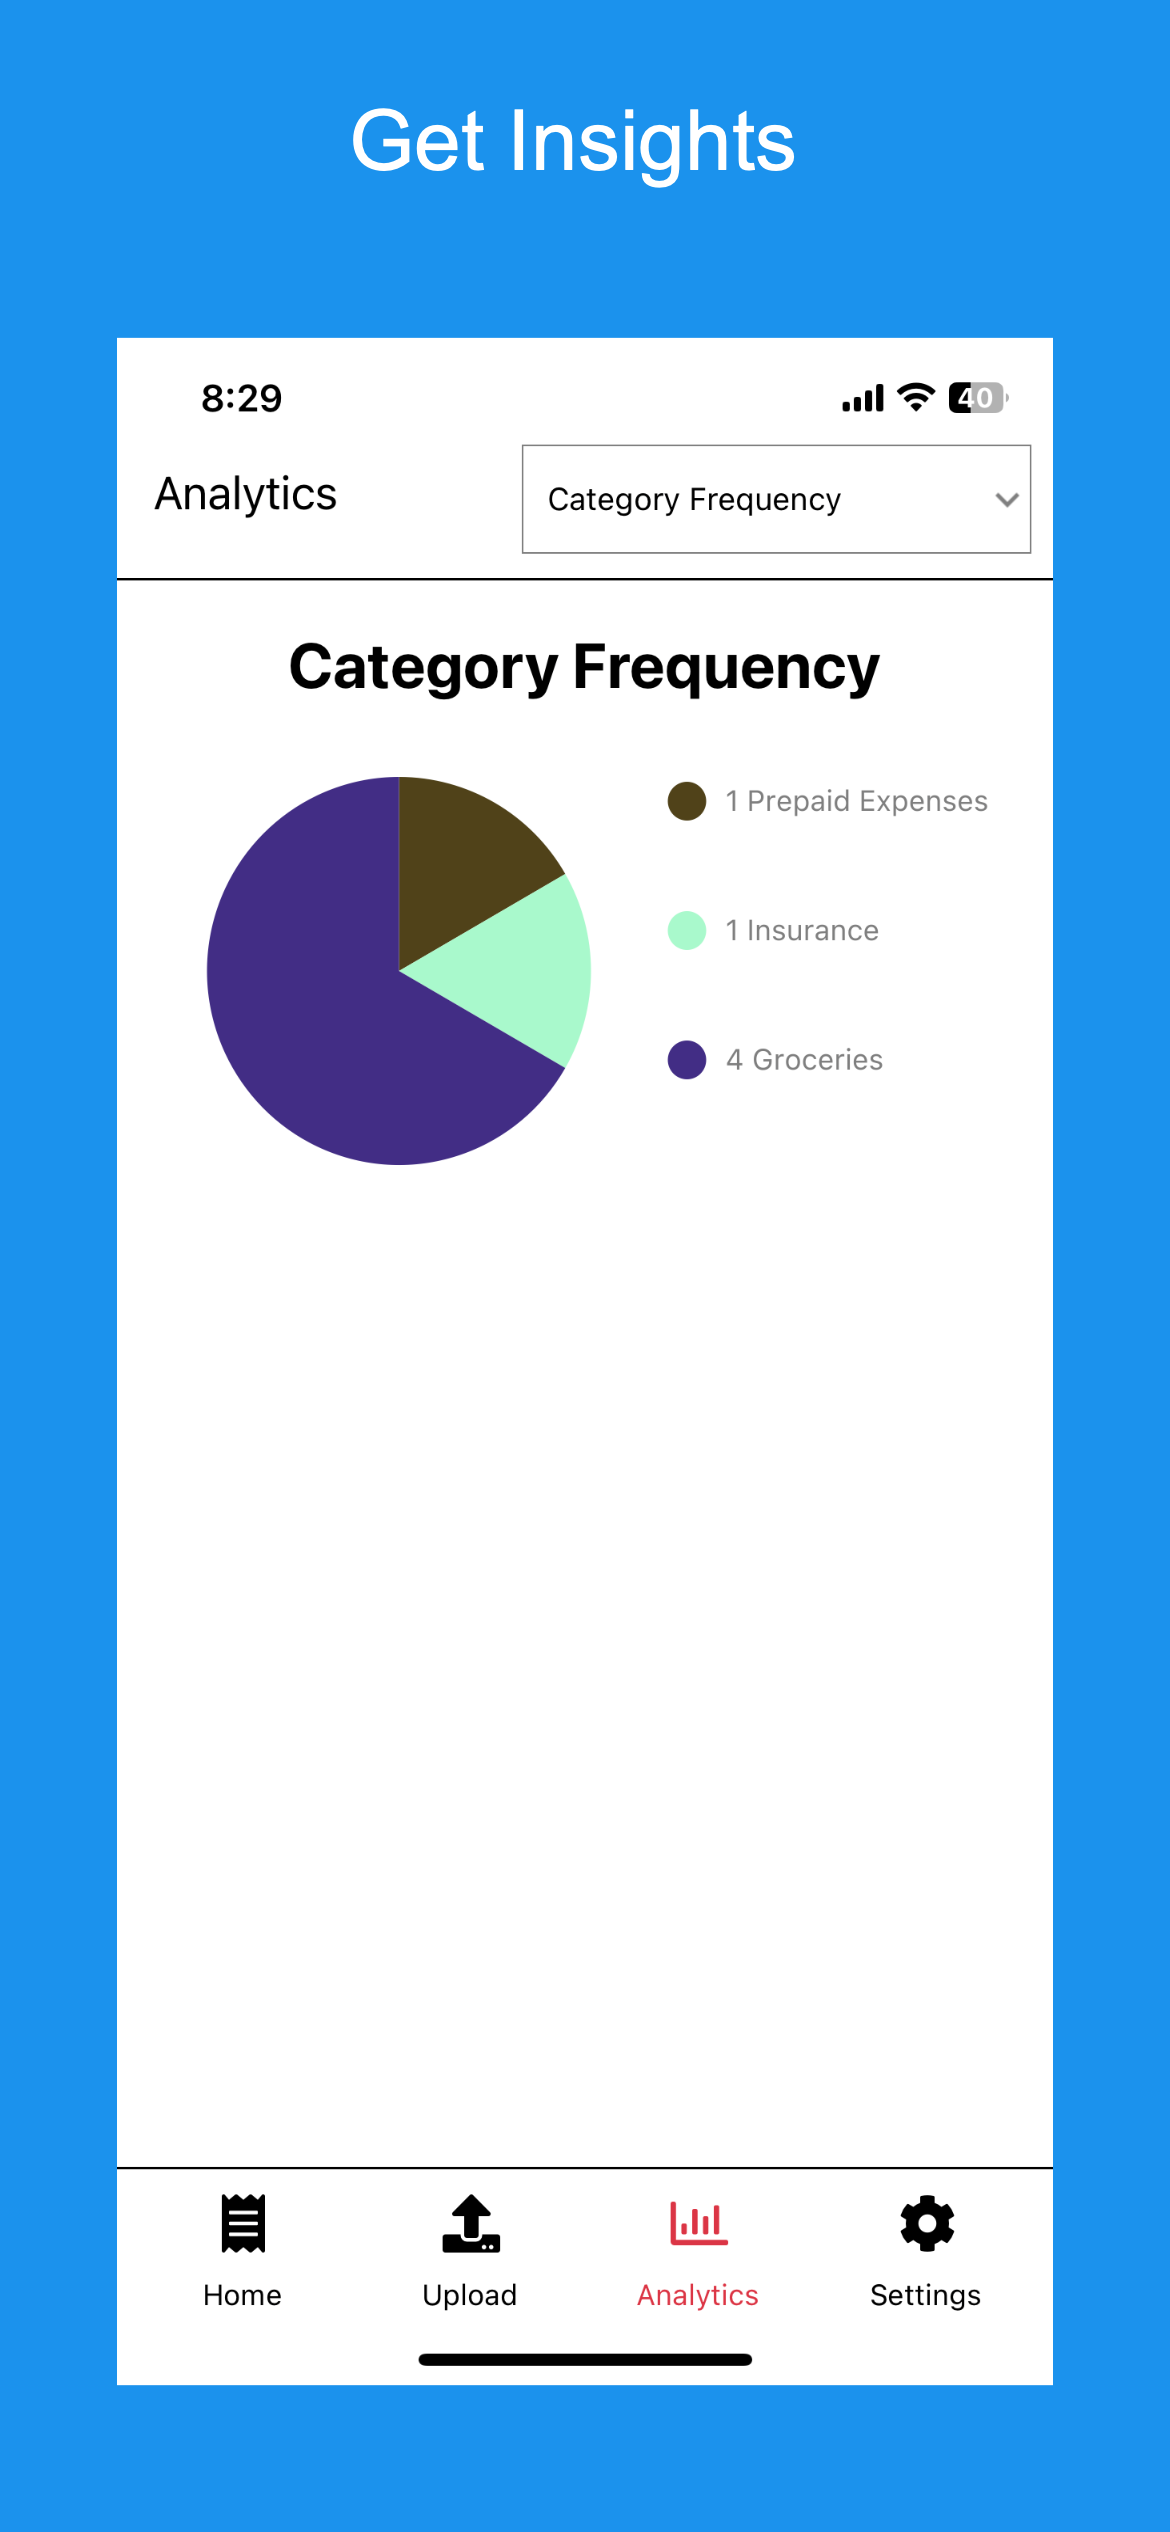 Get Insights
8:29
40
Analytics
Category Frequency
Category Frequency
1 Prepaid Expenses
1 Insurance
4 Groceries
Home
Upload
Analytics
Settings